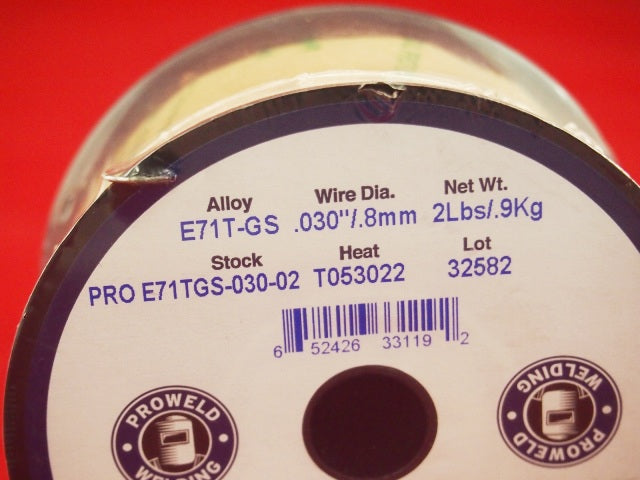 Alloy Wire Dia. Net Wt.
E71T-GS .030"/.8mm 2Lbs/.9Kg
Stock Heat Lot
PRO E71TGS-030-02 T053022 32582
6 52426 33119 2
PROWELD
WELDING
WELDING
PROWELD